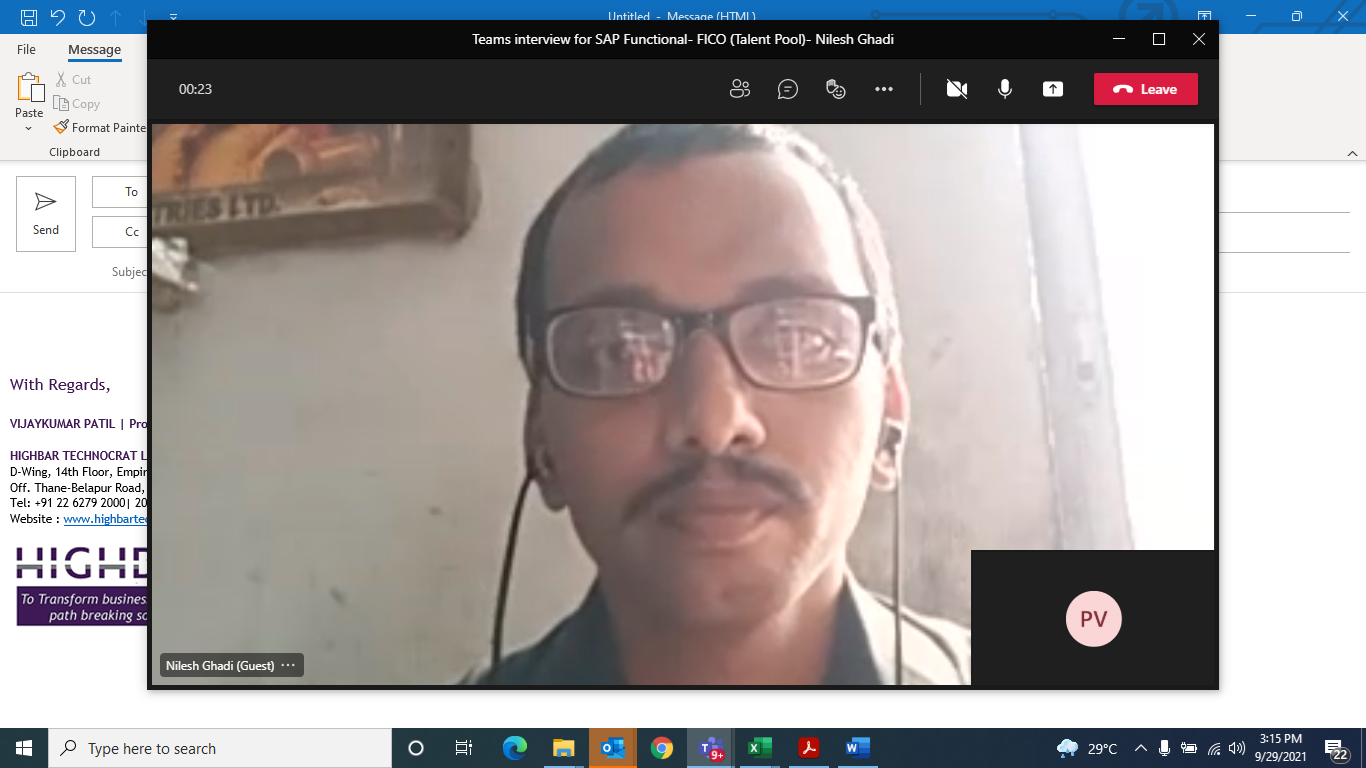 Untitled - Message (HTML)
File Message
Paste
Cut
Copy
Format Painte
Clipboard
Send
To
Cc
Subjec
With Regards,
VIJAYKUMAR PATIL | Pro
HIGHBAR TECHNOCRAT L
D-Wing, 14th Floor, Empir
Off. Thane-Belapur Road,
Tel: +91 22 6279 2000| 20
Website : www.highbartec
HIGHB
To Transform business
path breaking so
Teams interview for SAP Functional- FICO (Talent Pool)- Nilesh Ghadi
00:23
Leave
TRIES LTD.
Nilesh Ghadi (Guest) ···
PV
Type here to search
9+
29°C
3:15 PM
9/29/2021
22